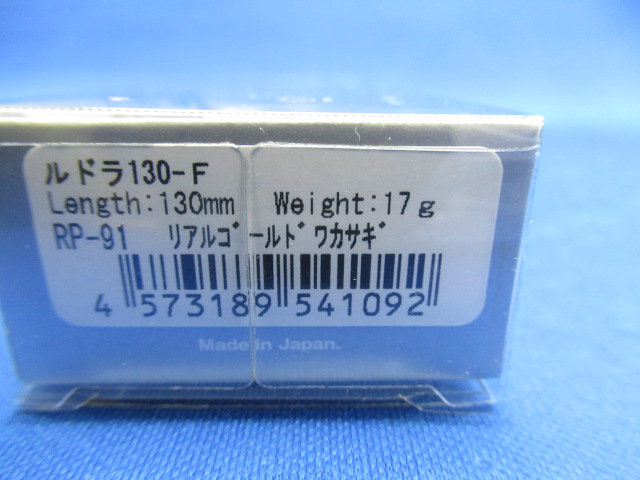 ルドラ130-F
Length:130mm Weight:17g
RP-91 ﾘｱﾙｺﾞｰﾙﾄﾞﾜｶｻｷﾞ
4 573189 541092
Made in Japan.